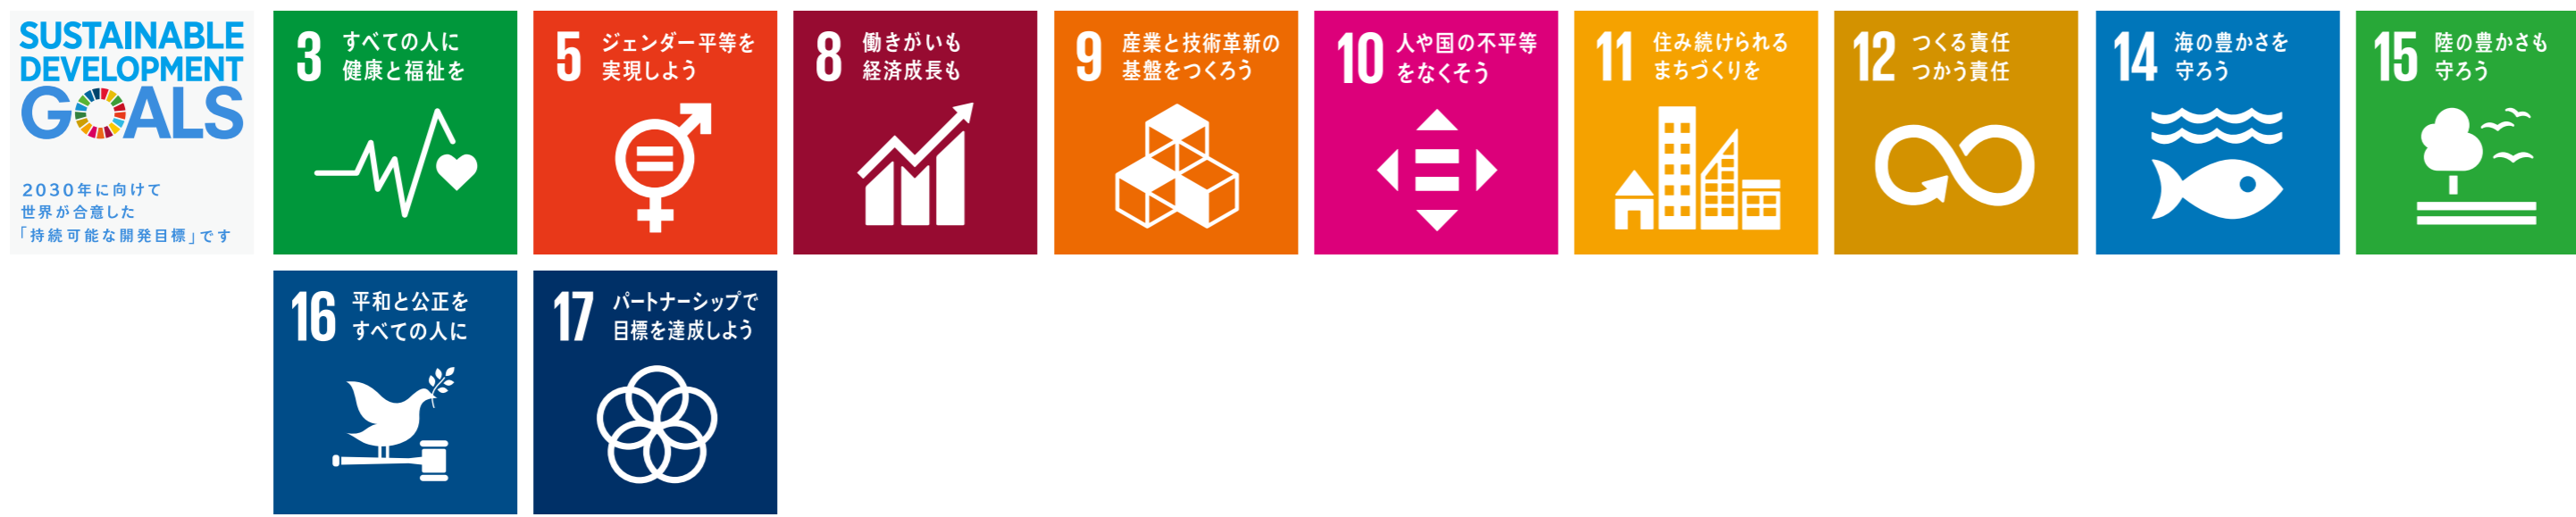 SUSTAINABLE
DEVELOPMENT
GOALS
2030年に向けて
世界が合意した
「持続可能な開発目標」です
3 すべての人に
健康と福祉を
5 ジェンダー平等を
実現しよう
8 働きがいも
経済成長も
9 産業と技術革新の
基盤をつくろう
10 人や国の不平等
をなくそう
11 住み続けられる
まちづくりを
12 つくる責任
つかう責任
14 海の豊かさを
守ろう
15 陸の豊かさも
守ろう
16 平和と公正を
すべての人に
17 パートナーシップで
目標を達成しよう